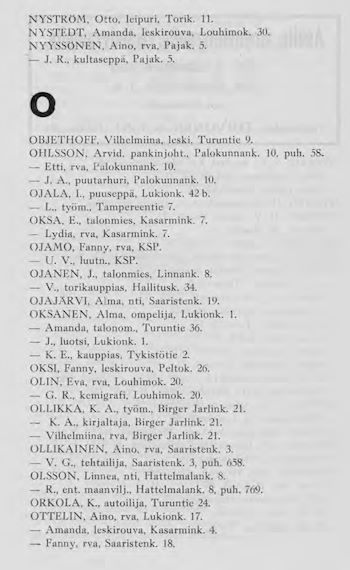 NYSTRÖM, Otto, leipuri, Torik. 11.
NYSTEDT, Amanda, leskirouva, Louhimok. 30.
NYYSSÖNEN, Aino, rva, Pajak. 5.
— J. R., kultaseppä, Pajak. 5.
O
OBJETHOFF, Vilhelmiina, leski, Turuntie 9.
OHLSSON, Arvid. pankinjoht., Palokunnank. 10, puh. 58.
— Etti, rva, Palokunnank. 10.
— J. A., puutarhuri, Palokunnank. 10.
OJALA, I., puuseppä, Lukionk. 42 b.
— L., työm., Tampereentie 7.
OKSA, E., talonmies, Kasarmink. 7.
— Lydia, rva, Kasarmink. 7.
OJAMO, Fanny, rva, KSP.
— U. V., luutn., KSP.
OJANEN, J., talonmies, Linnank. 8.
— V., torikauppias, Hallitusk. 34.
OJAJÄRVI, Alma, nti, Saaristenk. 19.
OKSANEN, Alma, ompelija, Lukionk. 1.
— Amanda, talonom., Turuntie 36.
— J., luotsi, Lukionk. 1.
— K. E., kauppias, Tykistötie 2.
OKSI, Fanny, leskirouva, Peltok. 26.
OLIN, Eva, rva, Louhimok. 20.
— G. R., kemigrafi, Louhimok. 20.
OLLIKKA, K. A., työm., Birger Jarlink. 21.
— K. A., kirjaltaja, Birger Jarlink. 21.
— Vilhelmiina, rva, Birger Jarlink. 21.
OLLIKAINEN, Aino, rva, Saaristenk. 3.
— V. G., tehtailija, Saaristenk. 3, puh. 658.
OLSSON, Linnea, nti, Hattelmalank. 8.
— R., ent. maanvilj., Hattelmalank. 8, puh. 769.
ORKOLA, K., autoilija, Turuntie 24.
OTTELIN, Aino, rva, Lukionk. 17.
— Amanda, leskirouva, Kasarmink. 4.
— Fanny, rva, Saaristenk. 18.